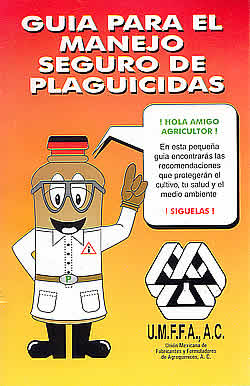 GUIA PARA EL
MANEJO
SEGURO DE
PLAGUICIDAS
! HOLA AMIGO
AGRICULTOR !
En esta pequeña
guía encontrarás las
recomendaciones
que protegerán el
cultivo, tu salud y el
medio ambiente
! SIGUELAS !
P
U.M.F.F.A., A.C.
Unión Mexicana de
Fabricantes y Formuladores
de Agroquímicos, A. C.